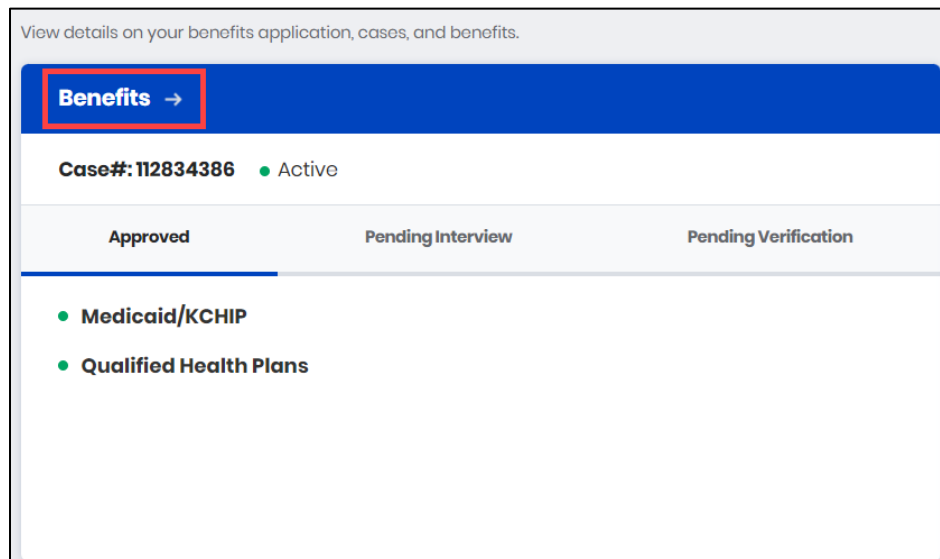 View details on your benefits application, cases, and benefits.
Benefits →
Case#: 112834386 ● Active
Approved Pending Interview Pending Verification
● Medicaid/KCHIP
● Qualified Health Plans